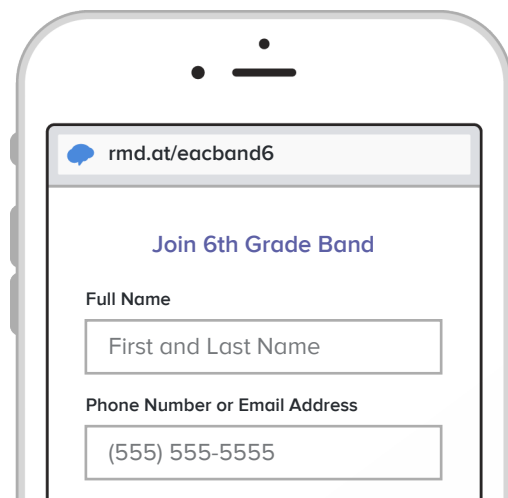 rmd.at/eacband6
Join 6th Grade Band
Full Name
First and Last Name
Phone Number or Email Address
(555) 555-5555